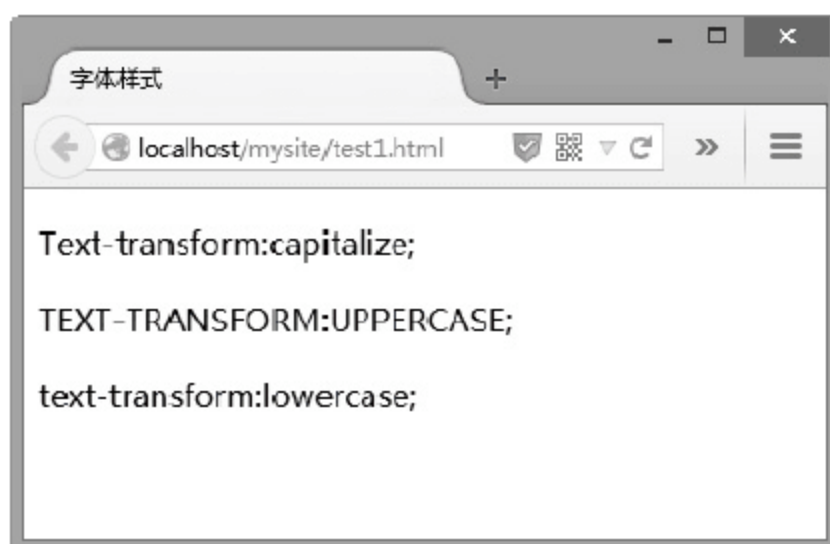 字体样式
localhost/mysite/test1.html
Text-transform:capitalize;
TEXT-TRANSFORM:UPPERCASE;
text-transform:lowercase;